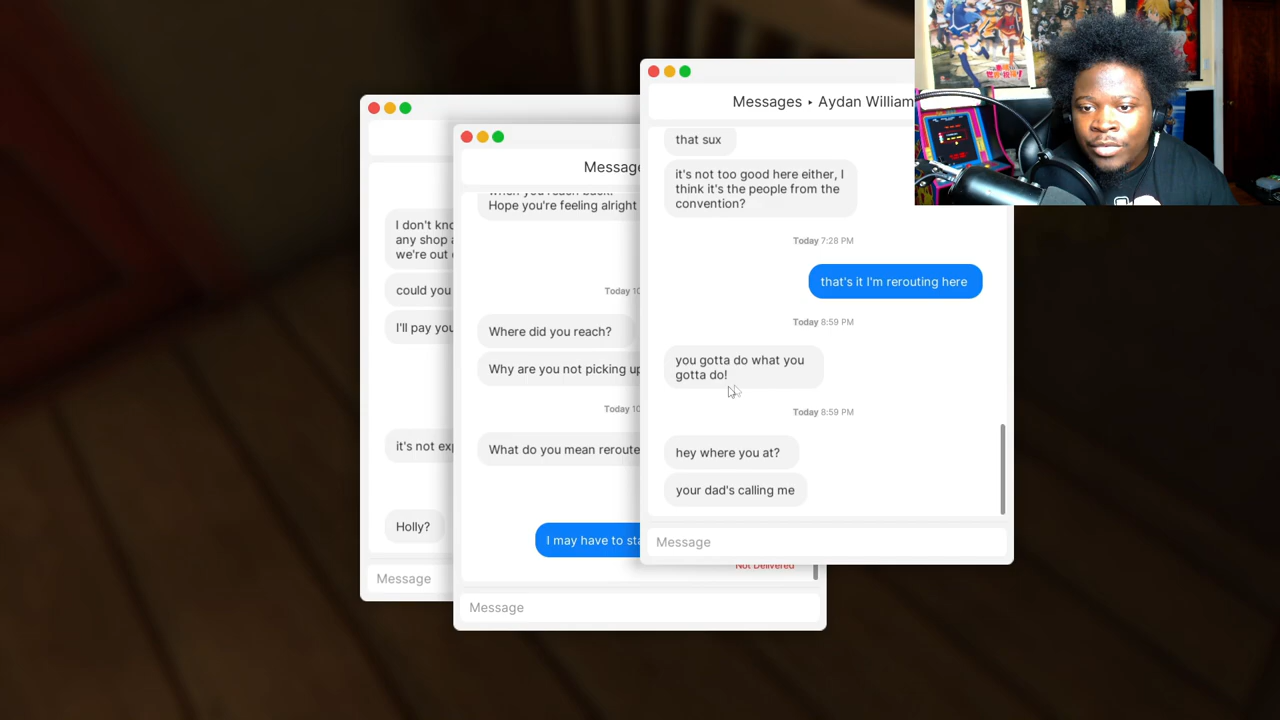 I don't
any shop
we're out
could you
I'll pay you
it's not
Holly?
Message
Hope you're feeling alright
Today
Where did you reach?
Why are you not picking up
Today
What do you mean reroute
I may have to
Not Delivered
Message
Messages ▸ Aydan William
that sux
it's not too good here either, I
think it's the people from the
convention?
Today 7:28 PM
that's it I'm rerouting here
Today 8:59 PM
you gotta do what you
gotta do!
Today 8:59 PM
hey where you at?
your dad's calling me
Message